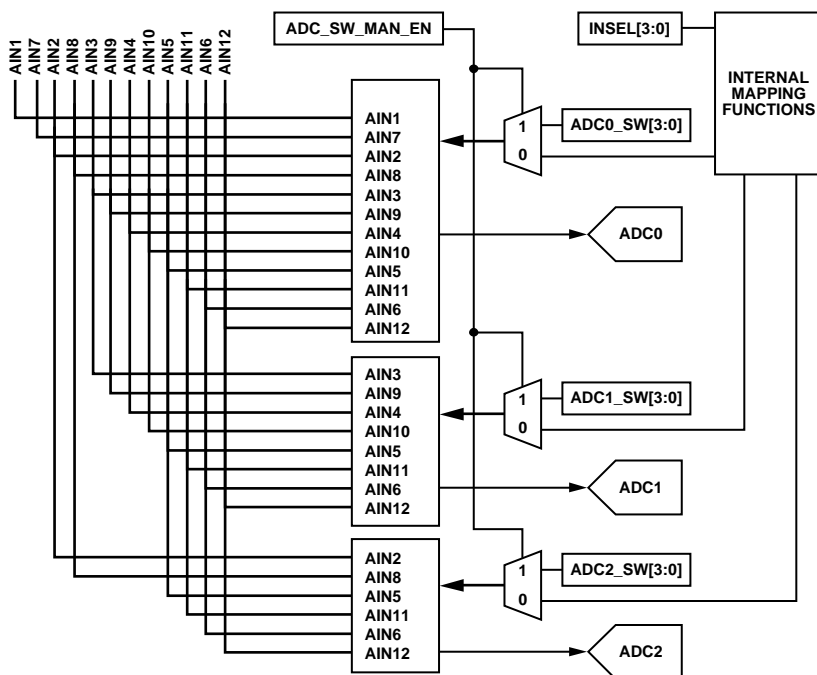 AIN1
AIN7
AIN2
AIN8
AIN3
AIN9
AIN4
AIN10
AIN5
AIN11
AIN6
AIN12
ADC_SW_MAN_EN
INSEL[3:0]
INTERNAL
MAPPING
FUNCTIONS
AIN1
AIN7
AIN2
AIN8
AIN3
AIN9
AIN4
AIN10
AIN5
AIN11
AIN6
AIN12
1
0
ADC0_SW[3:0]
ADC0
AIN3
AIN9
AIN4
AIN10
AIN5
AIN11
AIN6
AIN12
1
0
ADC1_SW[3:0]
ADC1
AIN2
AIN8
AIN5
AIN11
AIN6
AIN12
1
0
ADC2_SW[3:0]
ADC2